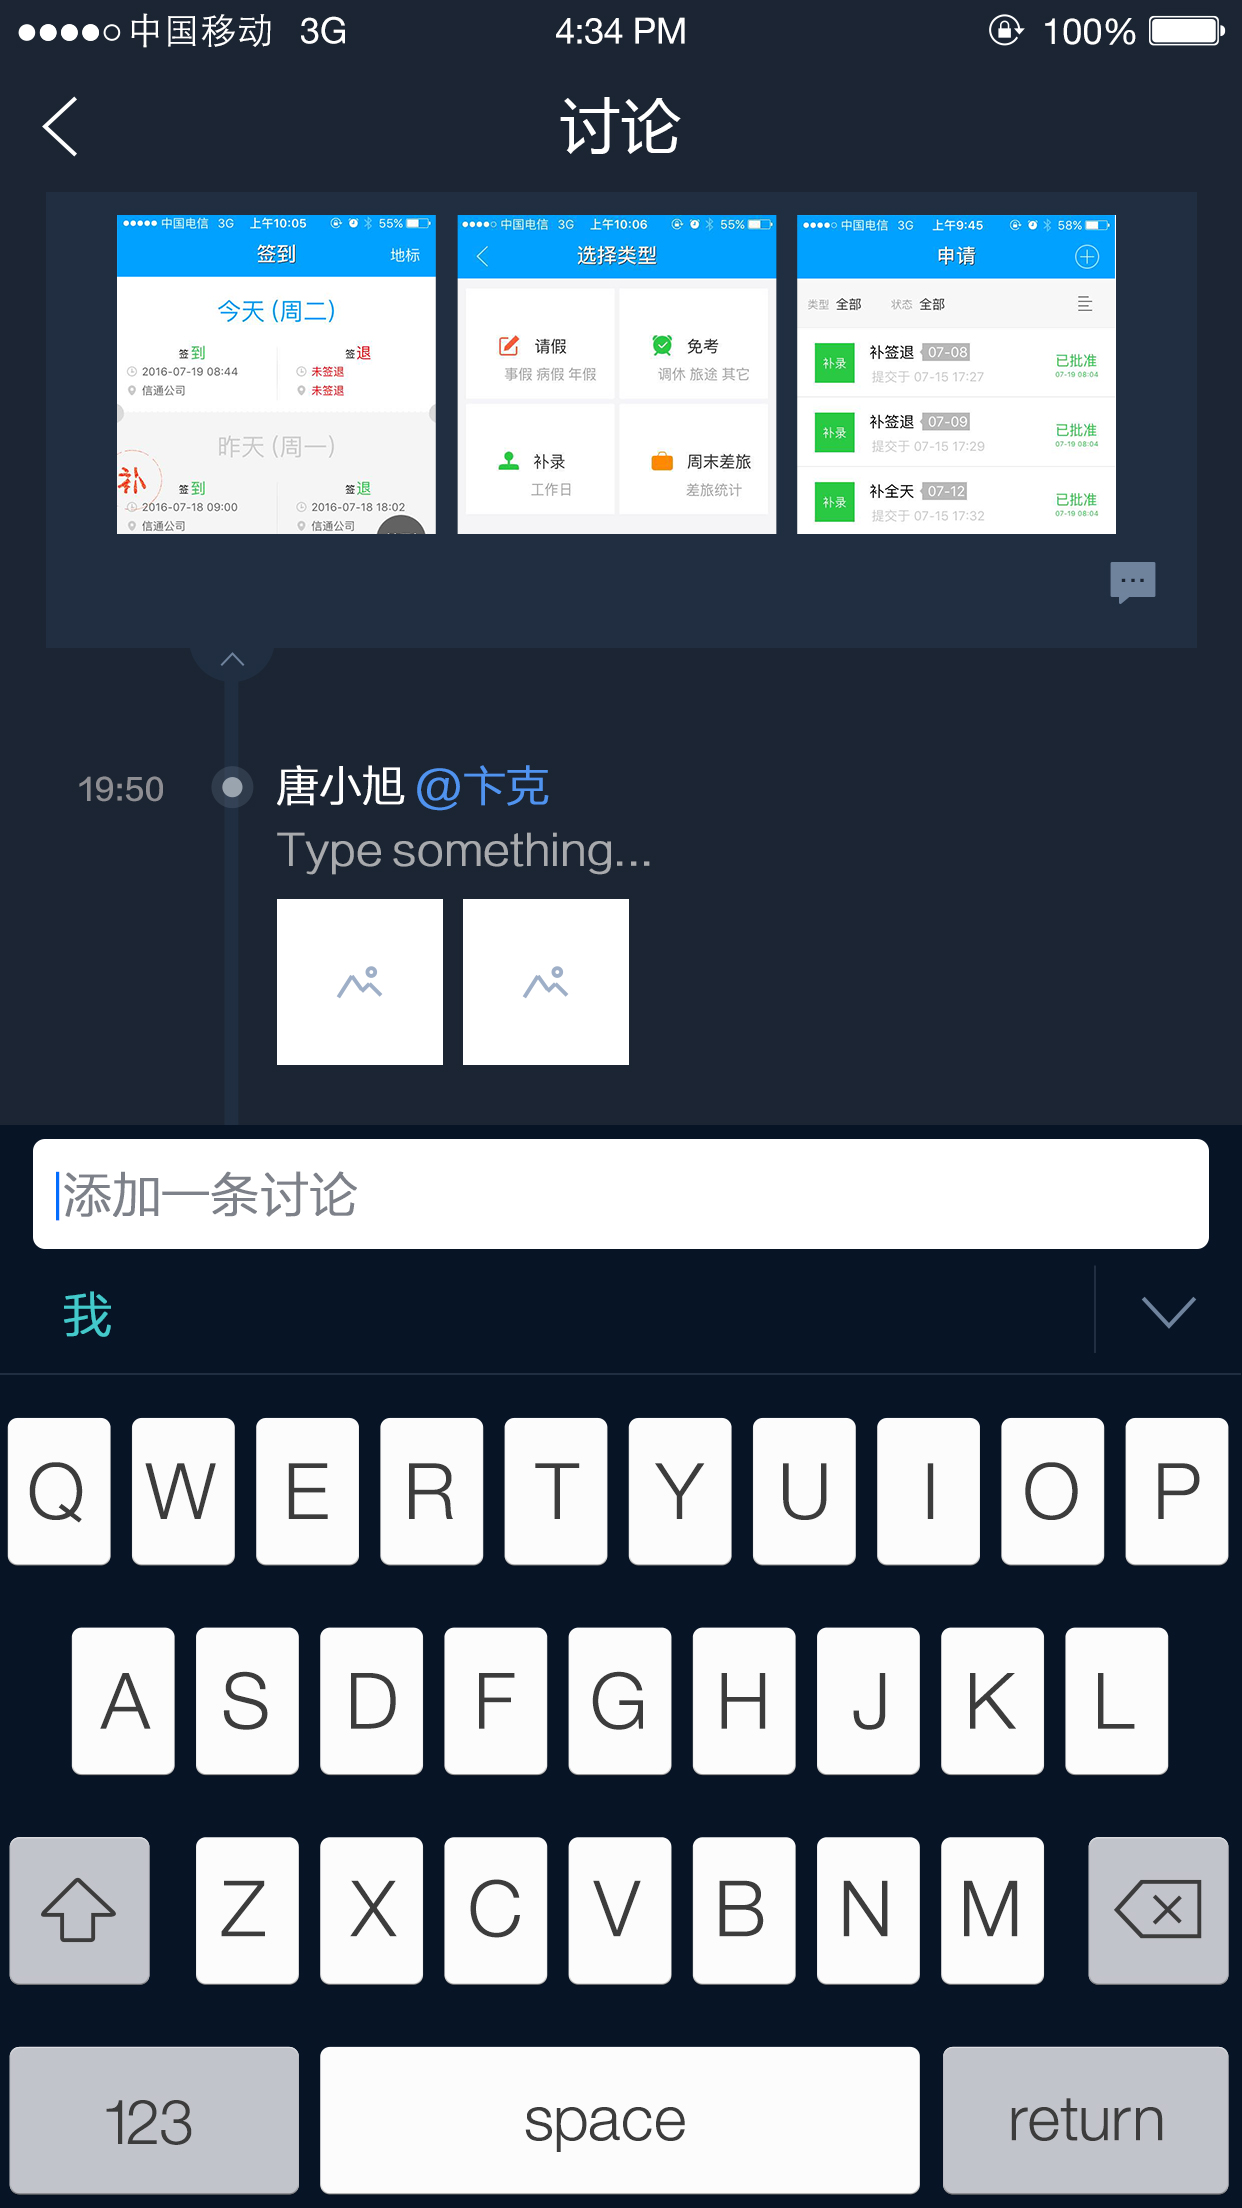 中国移动 3G 4:34 PM 100%
讨论
中国电信 3G 上午10:05 55%
签到 地标
今天 (周二)
签到 签退
2016-07-19 08:44 未签退
信通公司 未签退
昨天 (周一)
补
签到 签退
2016-07-18 09:00 2016-07-18 18:02
信通公司 信通公司
中国电信 3G 上午10:06 55%
选择类型
请假 免考
事假 病假 年假 调休 旅途 其它
补录 周末差旅
工作日 差旅统计
中国电信 3G 上午9:45 58%
申请
类型 全部 状态 全部
补录 补签退 07-08 已批准
提交于 07-15 17:27 07-19 08:04
补录 补签退 07-09 已批准
提交于 07-15 17:29 07-19 08:04
补录 补全天 07-12 已批准
提交于 07-15 17:32 07-19 08:04
19:50 唐小旭 @卞克
Type something...
添加一条讨论
我
Q W E R T Y U I O P
A S D F G H J K L
Z X C V B N M
123 space return